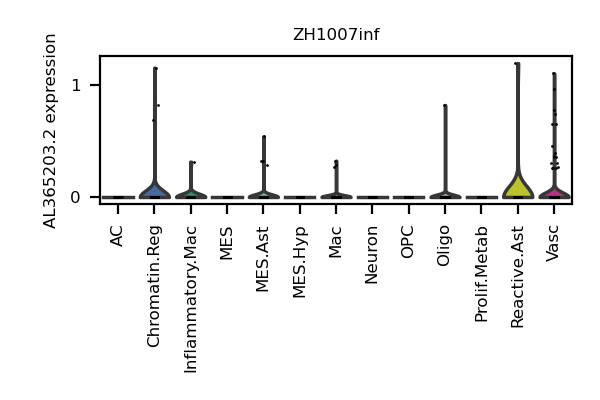 ZH1007inf
AL365203.2 expression
1
0
AC
Chromatin.Reg
Inflammatory.Mac
MES
MES.Ast
MES.Hyp
Mac
Neuron
OPC
Oligo
Prolif.Metab
Reactive.Ast
Vasc